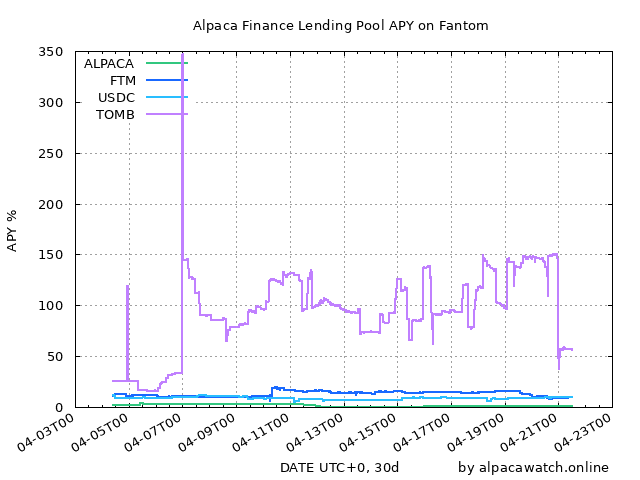 Alpaca Finance Lending Pool APY on Fantom
350
300
250
200
150
100
50
0
APY %
ALPACA
FTM
USDC
TOMB
04-03T00
04-05T00
04-07T00
04-09T00
04-11T00
04-13T00
04-15T00
04-17T00
04-19T00
04-21T00
04-23T00
DATE UTC+0, 30d
by alpacawatch.online